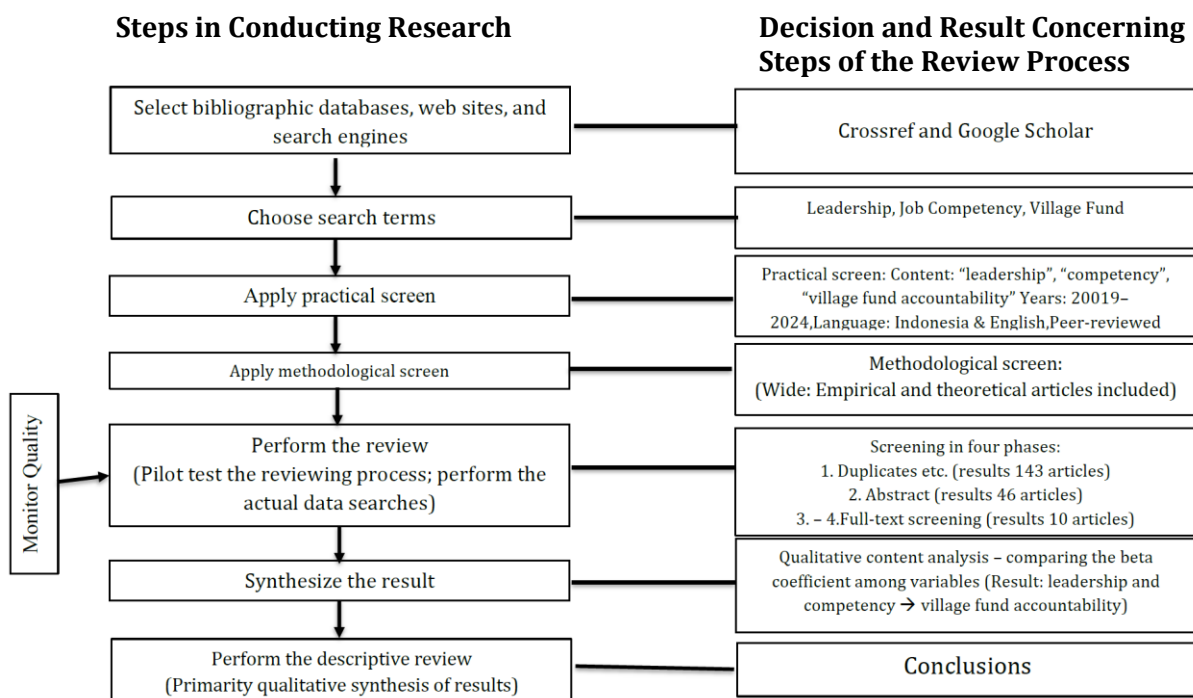 Steps in Conducting Research
Decision and Result Concerning
Steps of the Review Process
Select bibliographic databases, web sites, and
search engines
Crossref and Google Scholar
Choose search terms
Leadership, Job Competency, Village Fund
Apply practical screen
Practical screen: Content: “leadership”, “competency”,
“village fund accountability” Years: 20019–
2024,Language: Indonesia & English,Peer-reviewed
Apply methodological screen
Methodological screen:
(Wide: Empirical and theoretical articles included)
Monitor Quality
Perform the review
(Pilot test the reviewing process; perform the
actual data searches)
Screening in four phases:
1. Duplicates etc. (results 143 articles)
2. Abstract (results 46 articles)
3. – 4.Full-text screening (results 10 articles)
Synthesize the result
Qualitative content analysis – comparing the beta
coefficient among variables (Result: leadership and
competency → village fund accountability)
Perform the descriptive review
(Primarity qualitative synthesis of results)
Conclusions